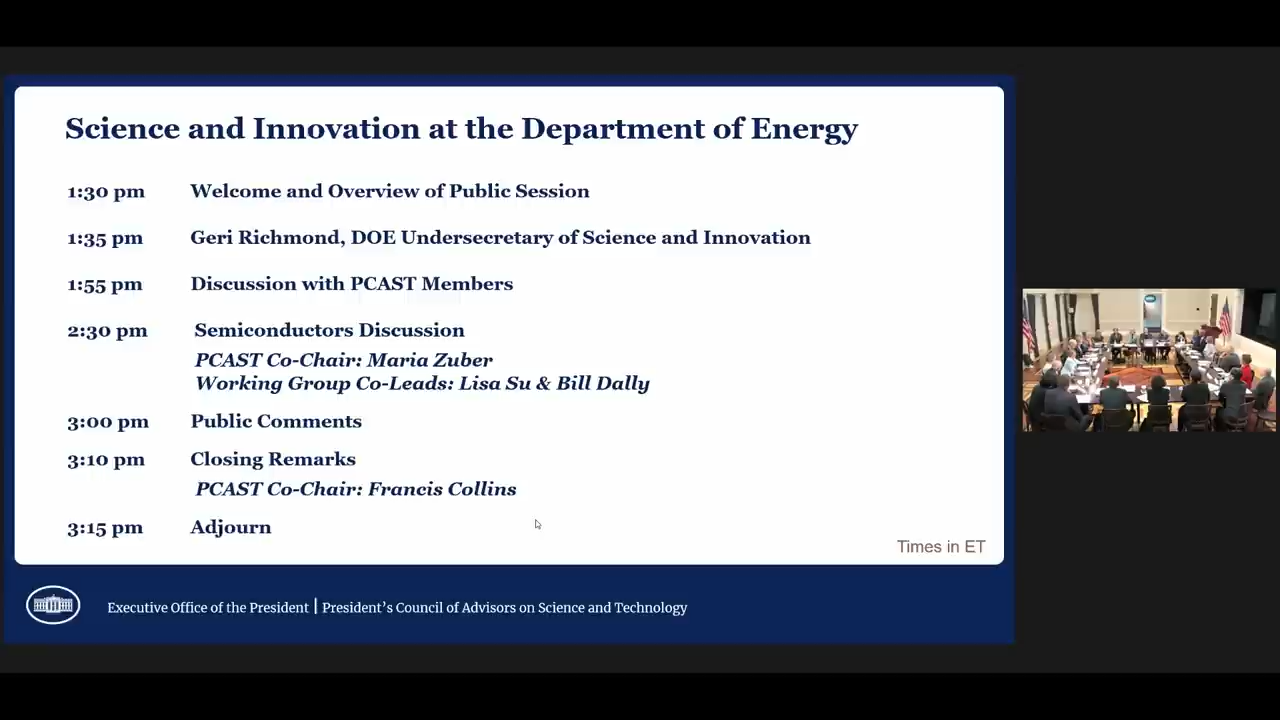 Science and Innovation at the Department of Energy
1:30 pm Welcome and Overview of Public Session
1:35 pm Geri Richmond, DOE Undersecretary of Science and Innovation
1:55 pm Discussion with PCAST Members
2:30 pm Semiconductors Discussion
PCAST Co-Chair: Maria Zuber
Working Group Co-Leads: Lisa Su & Bill Dally
3:00 pm Public Comments
3:10 pm Closing Remarks
PCAST Co-Chair: Francis Collins
3:15 pm Adjourn
Times in ET
Executive Office of the President | President’s Council of Advisors on Science and Technology